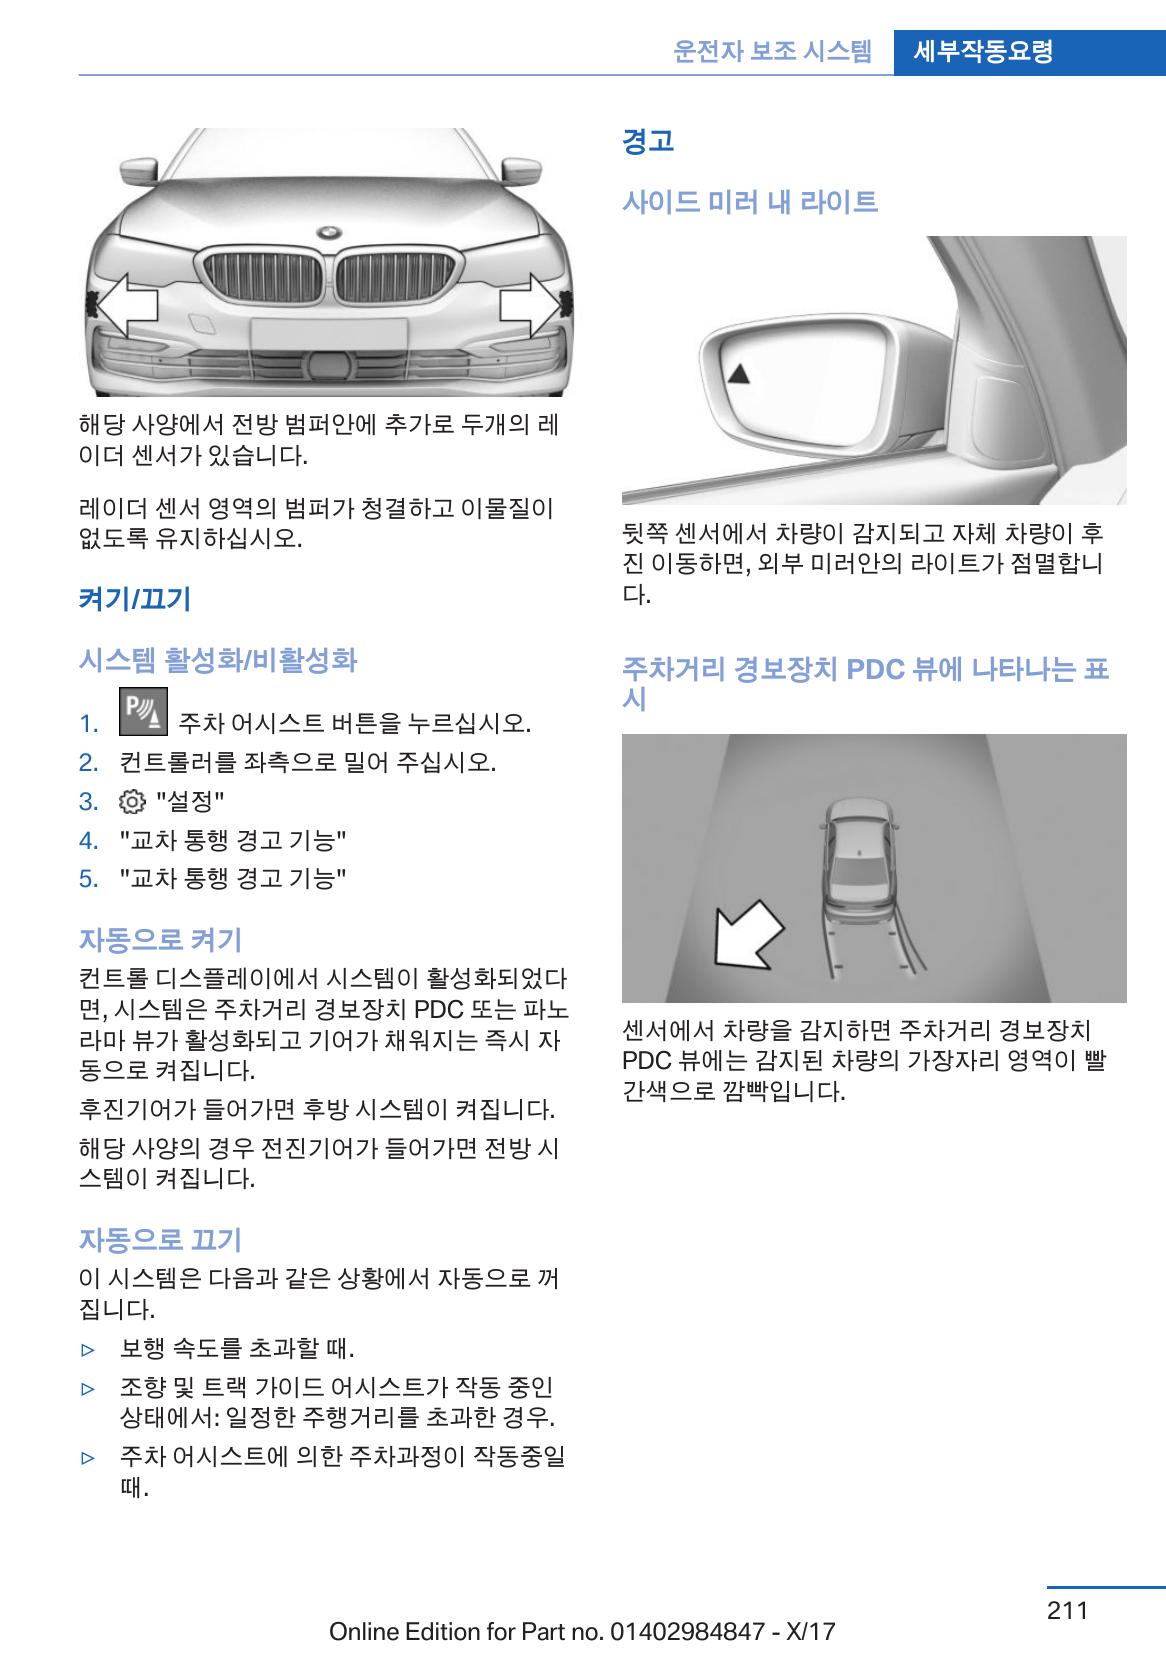 운전자 보조 시스템 세부작동요령
해당 사양에서 전방 범퍼안에 추가로 두개의 레
이더 센서가 있습니다.
레이더 센서 영역의 범퍼가 청결하고 이물질이
없도록 유지하십시오.
켜기/끄기
시스템 활성화/비활성화
1. 주차 어시스트 버튼을 누르십시오.
2. 컨트롤러를 좌측으로 밀어 주십시오.
3. "설정"
4. "교차 통행 경고 기능"
5. "교차 통행 경고 기능"
자동으로 켜기
컨트롤 디스플레이에서 시스템이 활성화되었다
면, 시스템은 주차거리 경보장치 PDC 또는 파노
라마 뷰가 활성화되고 기어가 채워지는 즉시 자
동으로 켜집니다.
후진기어가 들어가면 후방 시스템이 켜집니다.
해당 사양의 경우 전진기어가 들어가면 전방 시
스템이 켜집니다.
자동으로 끄기
이 시스템은 다음과 같은 상황에서 자동으로 꺼
집니다.
▷ 보행 속도를 초과할 때.
▷ 조향 및 트랙 가이드 어시스트가 작동 중인
상태에서: 일정한 주행거리를 초과한 경우.
▷ 주차 어시스트에 의한 주차과정이 작동중일
때.
경고
사이드 미러 내 라이트
뒷쪽 센서에서 차량이 감지되고 자체 차량이 후
진 이동하면, 외부 미러안의 라이트가 점멸합니
다.
주차거리 경보장치 PDC 뷰에 나타나는 표
시
센서에서 차량을 감지하면 주차거리 경보장치
PDC 뷰에는 감지된 차량의 가장자리 영역이 빨
간색으로 깜빡입니다.
211
Online Edition for Part no. 01402984847 - X/17